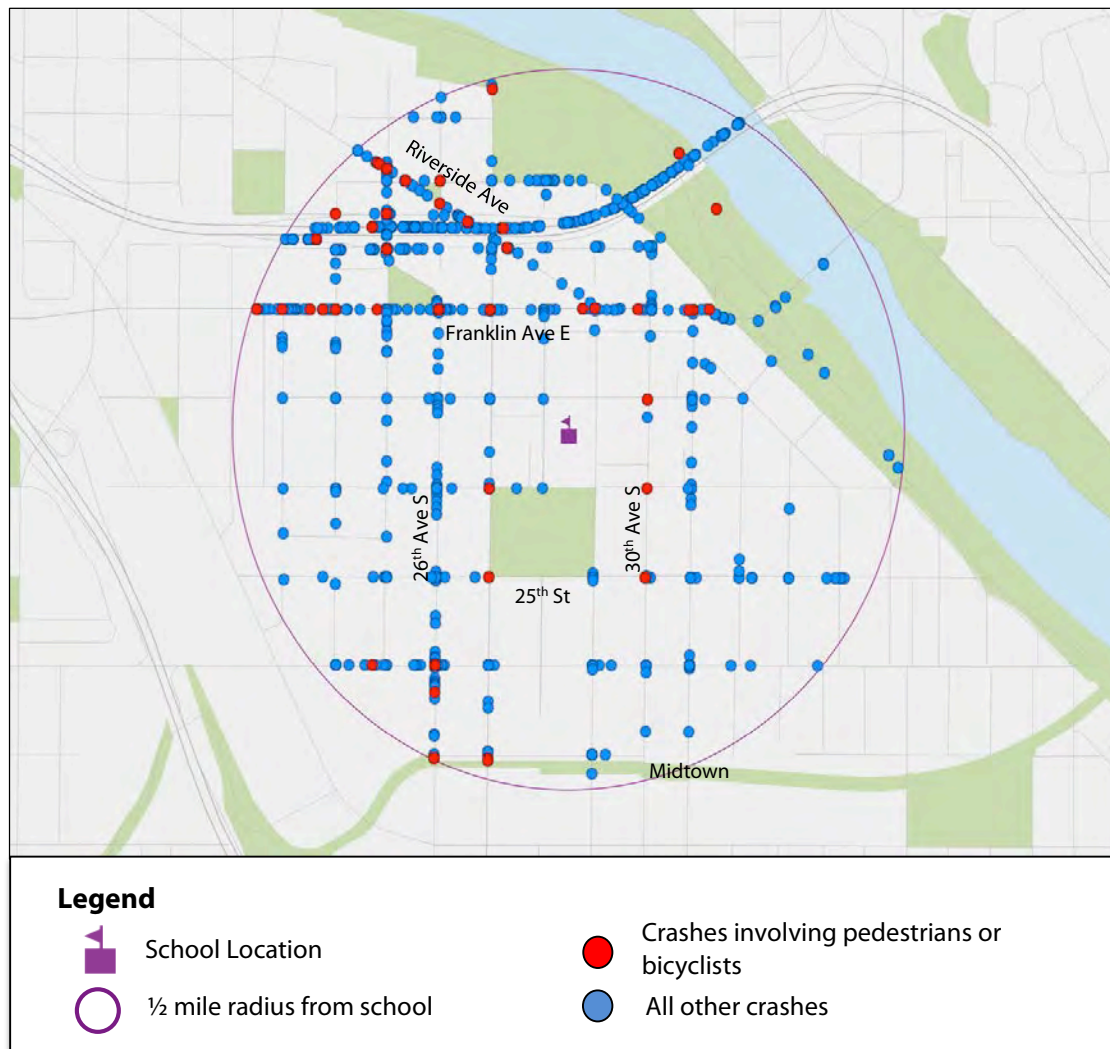 Riverside Ave
Franklin Ave E
26th Ave S
30th Ave S
25th St
Midtown
Legend
School Location
½ mile radius from school
Crashes involving pedestrians or
bicyclists
All other crashes